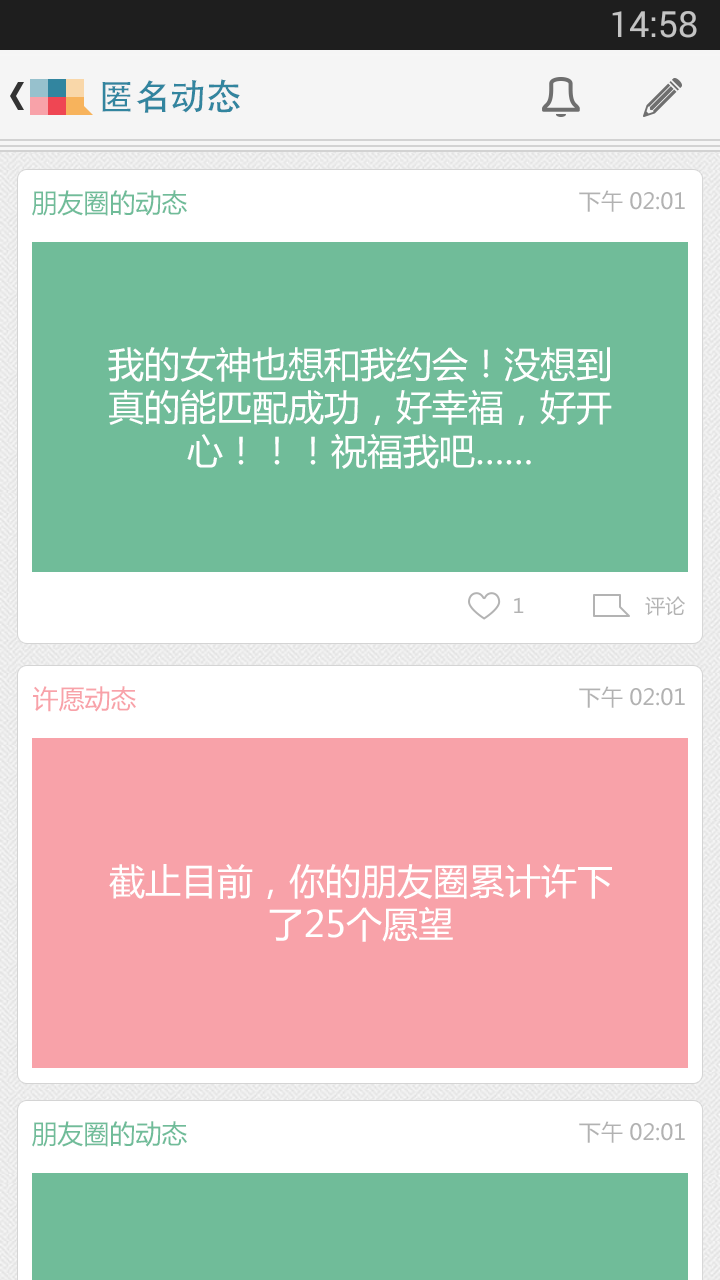 14:58
匿名动态
朋友圈的动态
下午 02:01
我的女神也想和我约会！没想到
真的能匹配成功，好幸福，好开
心！！！祝福我吧......
1
评论
许愿动态
下午 02:01
截止目前，你的朋友圈累计许下
了25个愿望
朋友圈的动态
下午 02:01